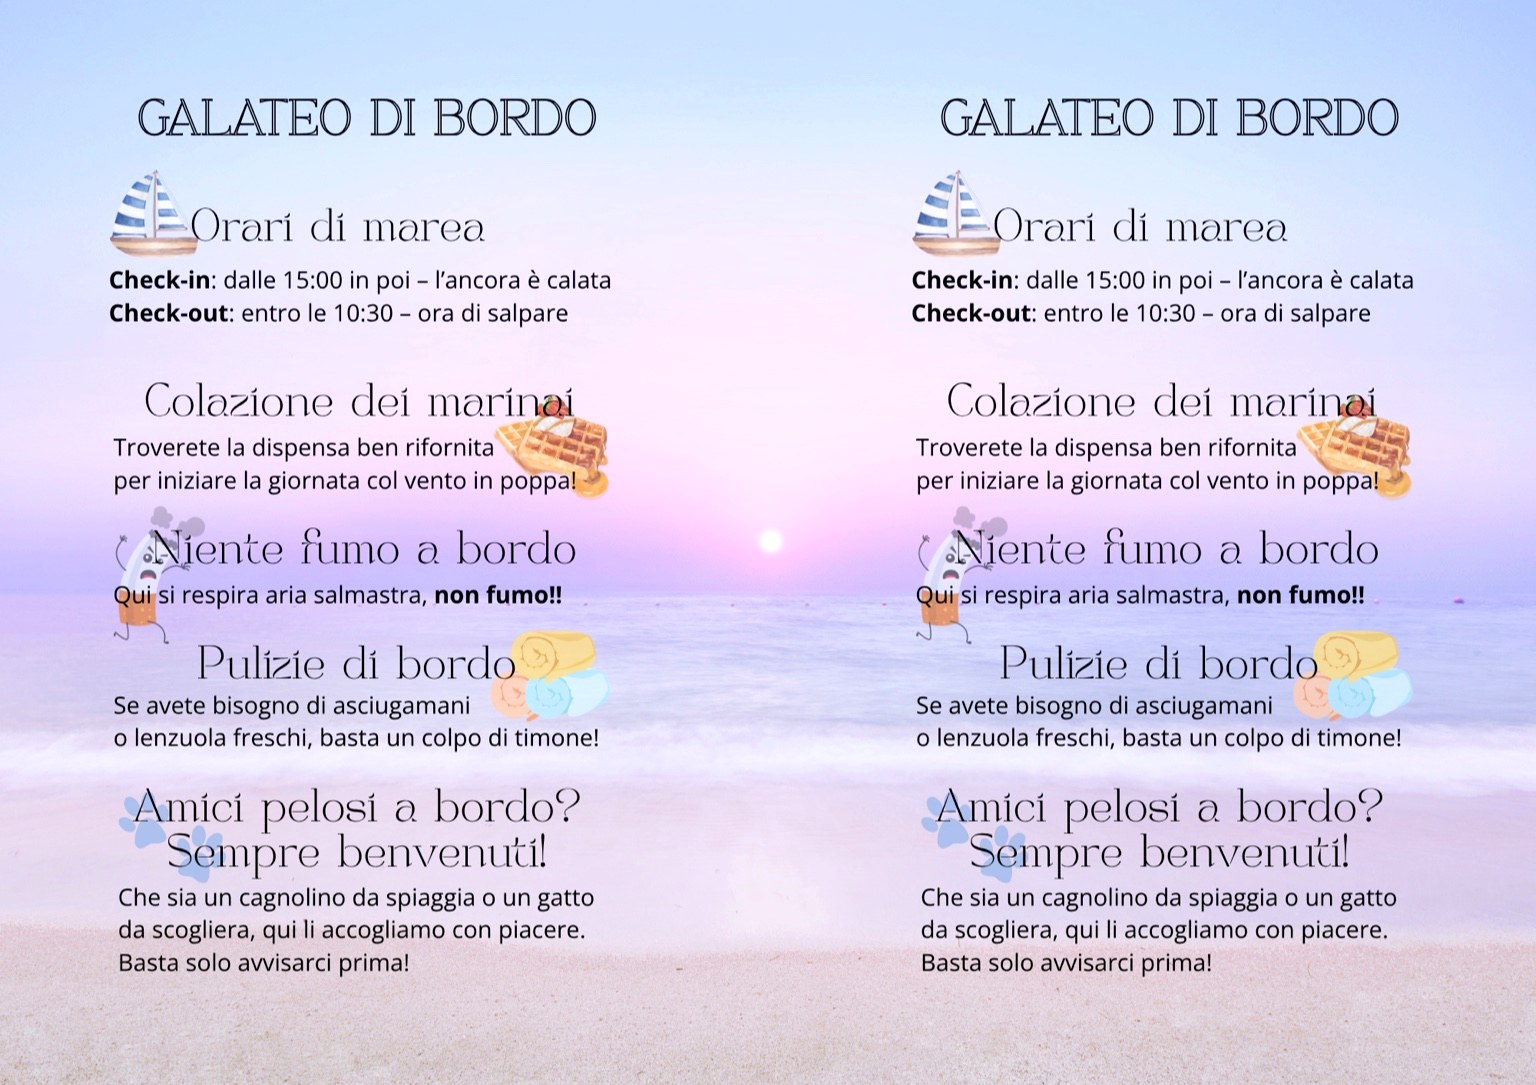 GALATEO DI BORDO
Orari di marea
Check-in: dalle 15:00 in poi – l’ancora è calata
Check-out: entro le 10:30 – ora di salpare
Colazione dei marinai
Troverete la dispensa ben rifornita
per iniziare la giornata col vento in poppa!
Niente fumo a bordo
Qui si respira aria salmastra, non fumo!!
Pulizie di bordo
Se avete bisogno di asciugamani
o lenzuola freschi, basta un colpo di timone!
Amici pelosi a bordo?
Sempre benvenuti!
Che sia un cagnolino da spiaggia o un gatto
da scogliera, qui li accogliamo con piacere.
Basta solo avvisarci prima!
GALATEO DI BORDO
Orari di marea
Check-in: dalle 15:00 in poi – l’ancora è calata
Check-out: entro le 10:30 – ora di salpare
Colazione dei marinai
Troverete la dispensa ben rifornita
per iniziare la giornata col vento in poppa!
Niente fumo a bordo
Qui si respira aria salmastra, non fumo!!
Pulizie di bordo
Se avete bisogno di asciugamani
o lenzuola freschi, basta un colpo di timone!
Amici pelosi a bordo?
Sempre benvenuti!
Che sia un cagnolino da spiaggia o un gatto
da scogliera, qui li accogliamo con piacere.
Basta solo avvisarci prima!